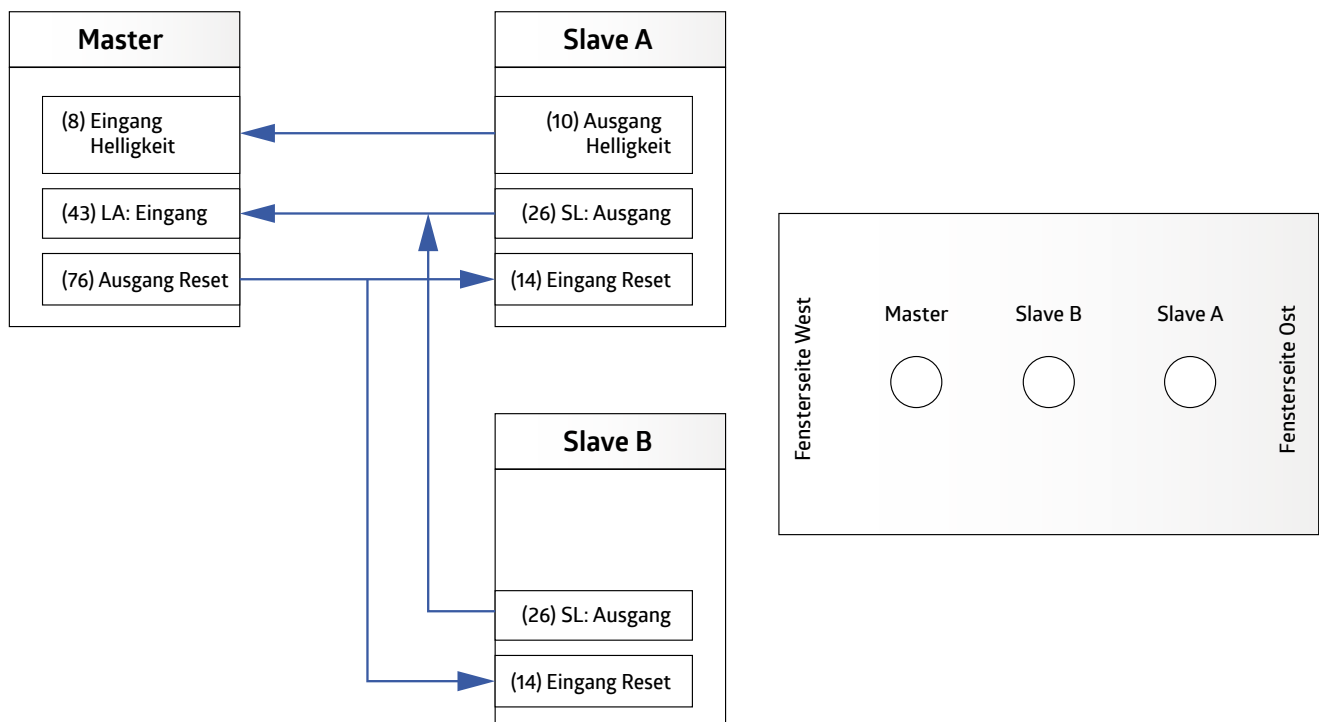 Master
(8) Eingang
Helligkeit
(43) LA: Eingang
(76) Ausgang Reset
Slave A
(10) Ausgang
Helligkeit
(26) SL: Ausgang
(14) Eingang Reset
Slave B
(26) SL: Ausgang
(14) Eingang Reset
Fensterseite West
Master
Slave B
Slave A
Fensterseite Ost